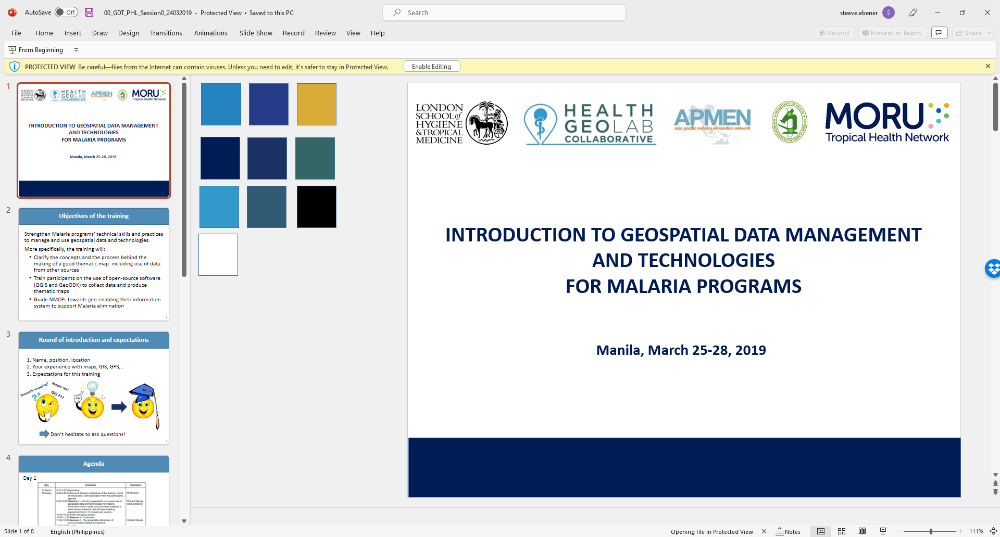 AutoSave Off 00_GDT_PHL_Session0_24032019 - Protected View • Saved to this PC
Search
steeve.ebener S
File Home Insert Draw Design Transitions Animations Slide Show Record Review View Help
Record Present in Teams Share
From Beginning
PROTECTED VIEW Be careful—files from the Internet can contain viruses. Unless you need to edit, it's safer to stay in Protected View. Enable Editing
1
LONDON
SCHOOL of
HYGIENE
& TROPICAL
MEDICINE
HEALTH
GEOLAB
COLLABORATIVE
APMEN
MORU
Tropical Health Network
INTRODUCTION TO GEOSPATIAL DATA MANAGEMENT
AND TECHNOLOGIES
FOR MALARIA PROGRAMS
Manila, March 25-28, 2019
2
Objectives of the training
Strengthen Malaria programs' technical skills and practices
to manage and use geospatial data and technologies.
More specifically, the training will:
• Clarify the concepts and the process behind the
making of a good thematic map including use of data
from other sources
• Train participants on the use of open-source software
(QGIS and GeoODK) to collect data and produce
thematic maps
• Guide NMCPs towards geo-enabling their information
system to support Malaria elimination
3
Round of introduction and expectations
1. Name, position, location
2. Your experience with maps, GIS, GPS,..
3. Expectations for this training
Thematic mapping?
Master list?
GIS ???
??
Don't hesitate to ask questions!
4
Agenda
Day 1
Day Schedule Facilitator
LONDON
SCHOOL of
HYGIENE
&TROPICAL
MEDICINE
HEALTH
GEOLAB
COLLABORATIVE
APMEN
asia pacific malaria elimination network
DEPARTMENT OF HEALTH
MORU
Tropical Health Network
INTRODUCTION TO GEOSPATIAL DATA MANAGEMENT
AND TECHNOLOGIES
FOR MALARIA PROGRAMS
Manila, March 25-28, 2019
Slide 1 of 8 English (Philippines) Opening file in Protected View Notes 111%